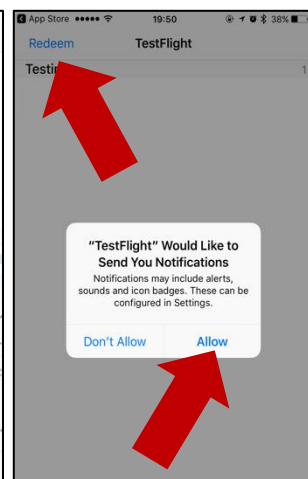 App Store 19:50 38%
Redeem TestFlight
1
"TestFlight" Would Like to
Send You Notifications
Notifications may include alerts,
sounds and icon badges. These can be
configured in Settings.
Don't Allow Allow